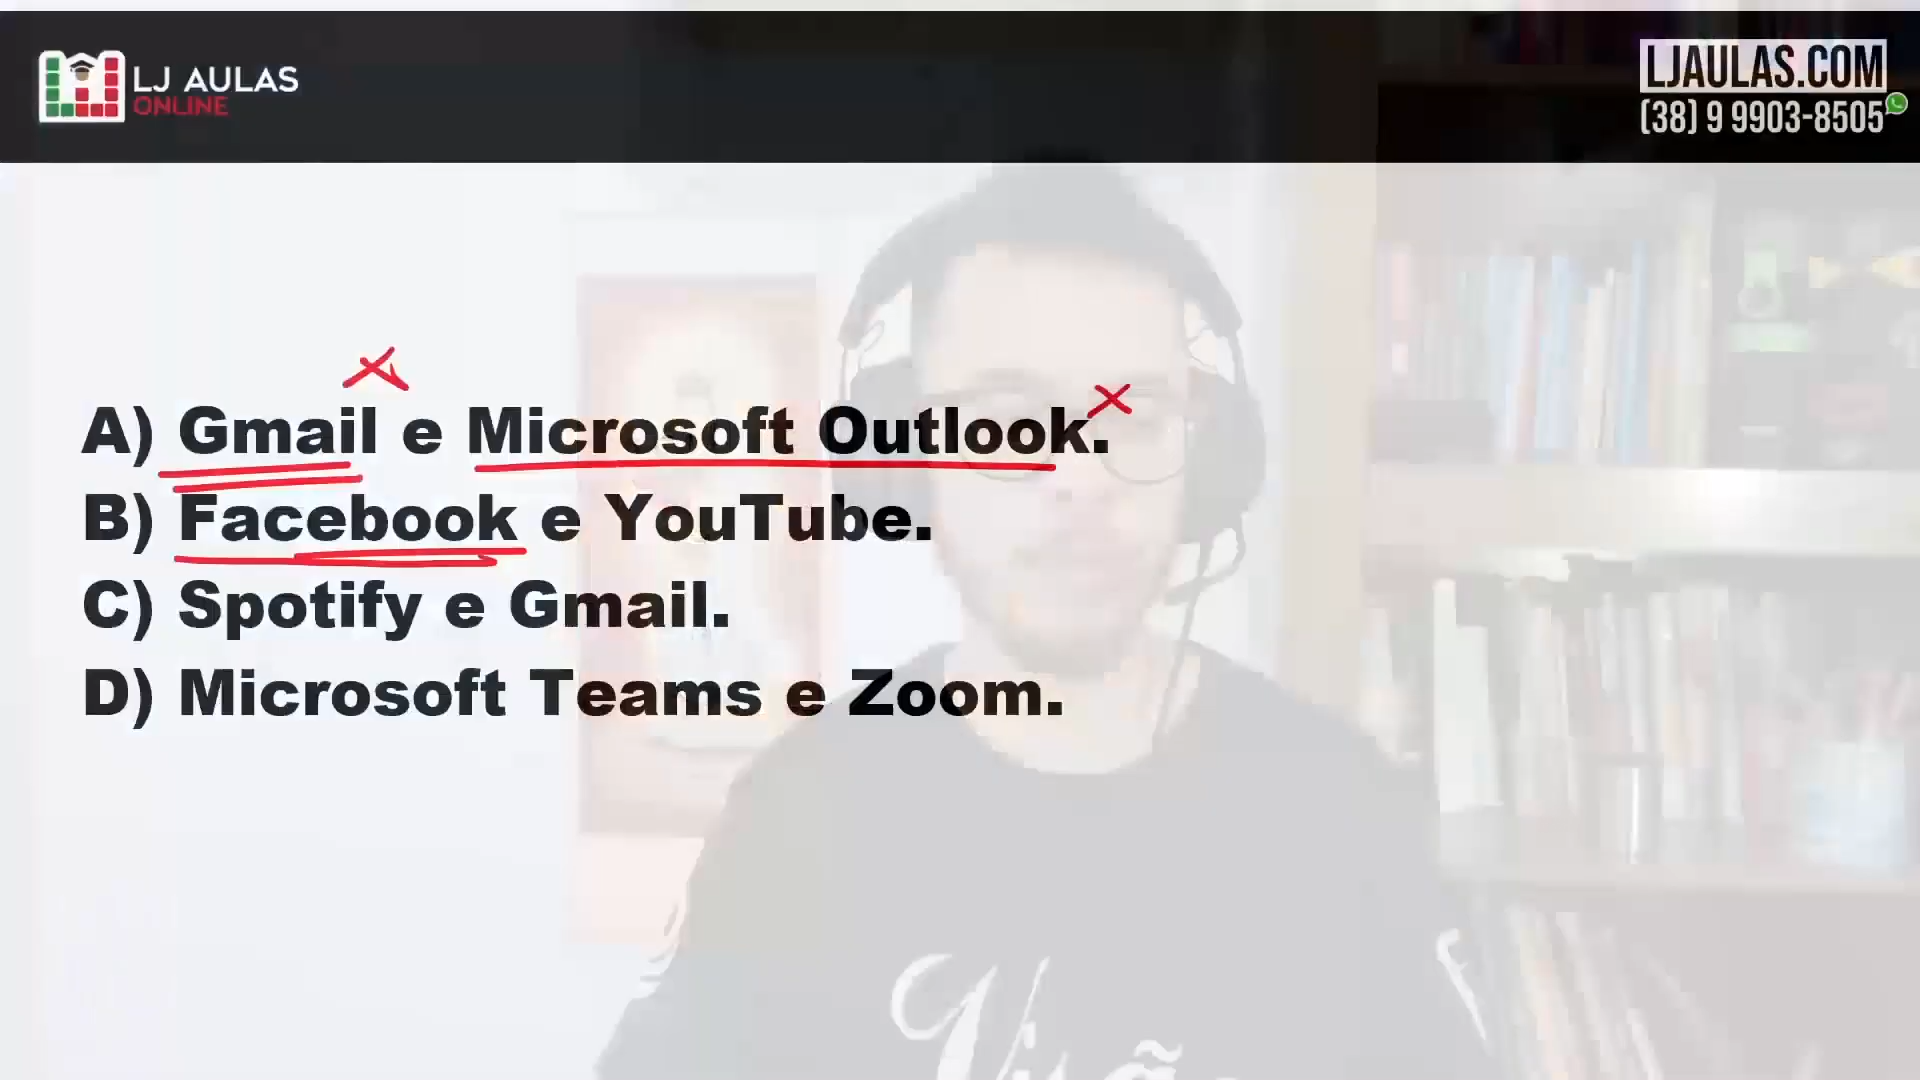 LJ AULAS
ONLINE
LJAULAS.COM
(38) 9 9903-8505
A) Gmail e Microsoft Outlook.
B) Facebook e YouTube.
C) Spotify e Gmail.
D) Microsoft Teams e Zoom.